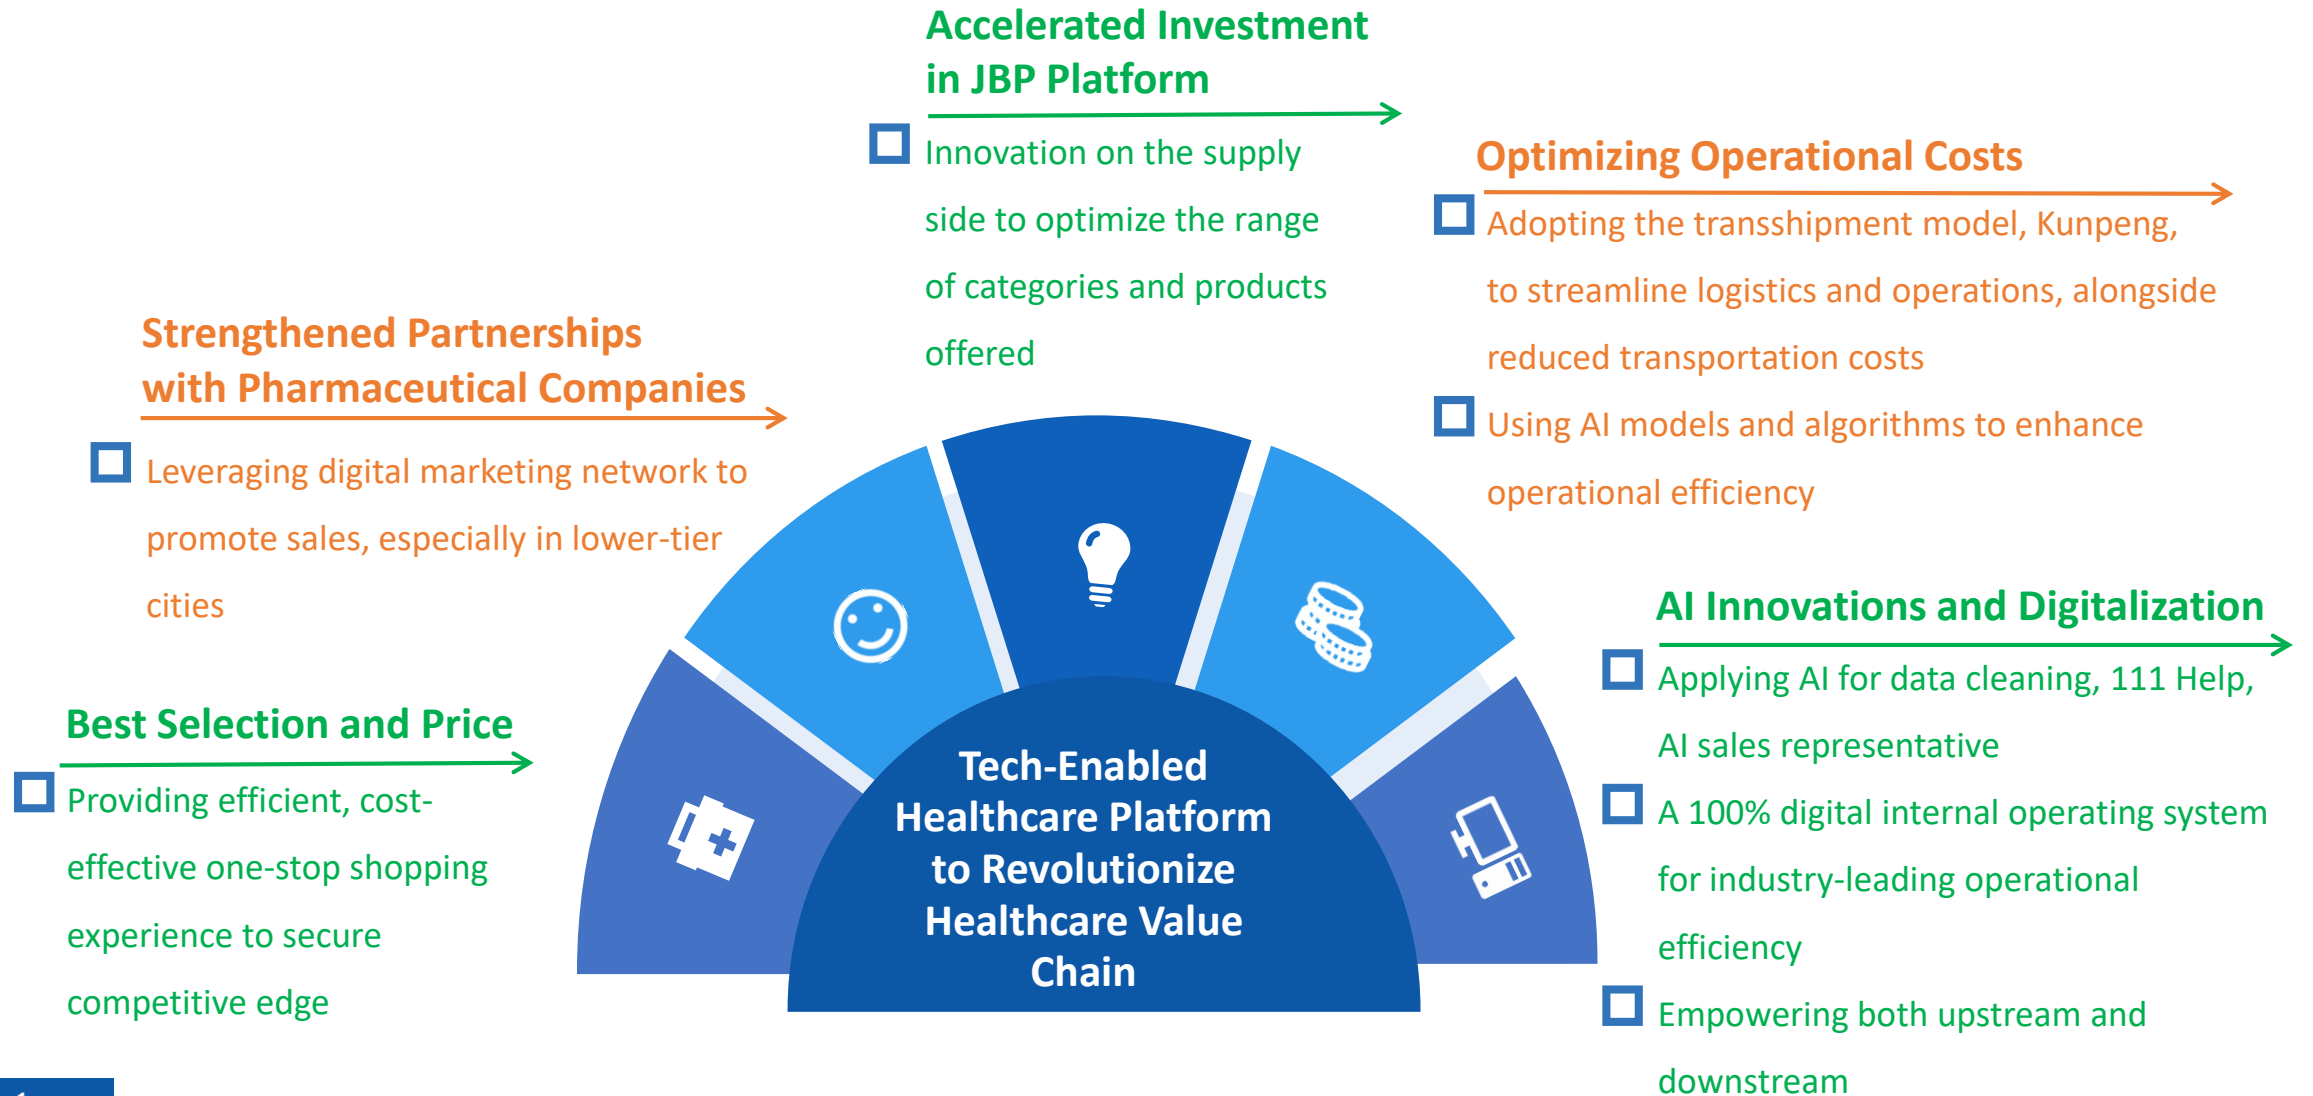 Accelerated Investment
in JBP Platform
Innovation on the supply
side to optimize the range
of categories and products
offered
Optimizing Operational Costs
Adopting the transshipment model, Kunpeng,
to streamline logistics and operations, alongside
reduced transportation costs
Using AI models and algorithms to enhance
operational efficiency
Strengthened Partnerships
with Pharmaceutical Companies
Leveraging digital marketing network to
promote sales, especially in lower-tier
cities
AI Innovations and Digitalization
Applying AI for data cleaning, 111 Help,
AI sales representative
A 100% digital internal operating system
for industry-leading operational
efficiency
Empowering both upstream and
downstream
Best Selection and Price
Providing efficient, cost-
effective one-stop shopping
experience to secure
competitive edge
Tech-Enabled
Healthcare Platform
to Revolutionize
Healthcare Value
Chain